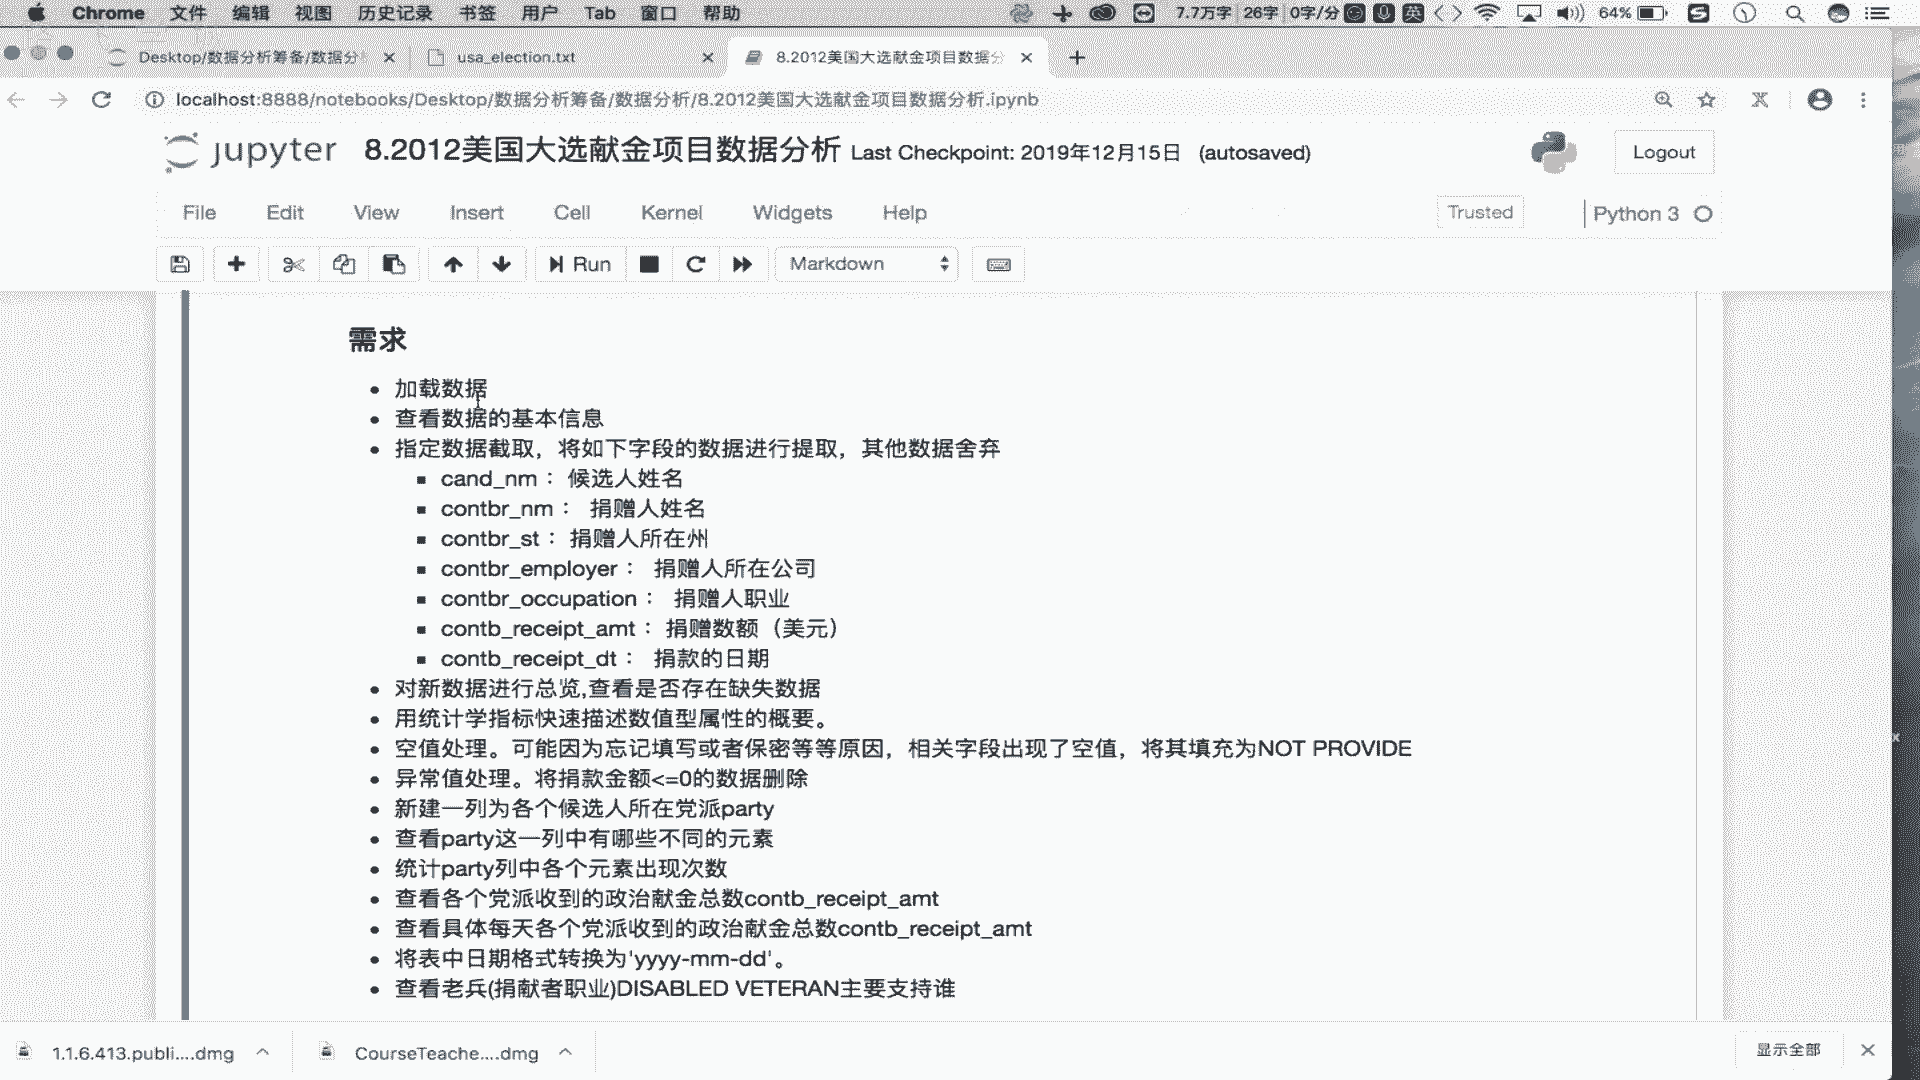 Chrome 文件 编辑 视图 历史记录 书签 用户 Tab 窗口 帮助 7.7万字 26字 0字/分 英 64%
Desktop/数据分析筹备/数据分 usa_election.txt 8.2012美国大选献金项目数据分
localhost:8888/notebooks/Desktop/数据分析筹备/数据分析/8.2012美国大选献金项目数据分析.ipynb
jupyter 8.2012美国大选献金项目数据分析 Last Checkpoint: 2019年12月15日 (autosaved) Logout
File Edit View Insert Cell Kernel Widgets Help Trusted Python 3
Run Markdown
需求
加载数据
查看数据的基本信息
指定数据截取，将如下字段的数据进行提取，其他数据舍弃
cand_nm： 候选人姓名
contbr_nm： 捐赠人姓名
contbr_st： 捐赠人所在州
contbr_employer： 捐赠人所在公司
contbr_occupation： 捐赠人职业
contb_receipt_amt： 捐赠数额（美元）
contb_receipt_dt： 捐款的日期
对新数据进行总览,查看是否存在缺失数据
用统计学指标快速描述数值型属性的概要。
空值处理。可能因为忘记填写或者保密等等原因，相关字段出现了空值，将其填充为NOT PROVIDE
异常值处理。将捐款金额<=0的数据删除
新建一列为各个候选人所在党派party
查看party这一列中有哪些不同的元素
统计party列中各个元素出现次数
查看各个党派收到的政治献金总数contb_receipt_amt
查看具体每天各个党派收到的政治献金总数contb_receipt_amt
将表中日期格式转换为'yyyy-mm-dd'。
查看老兵(捐献者职业)DISABLED VETERAN主要支持谁
1.1.6.413.publi....dmg CourseTeache....dmg 显示全部